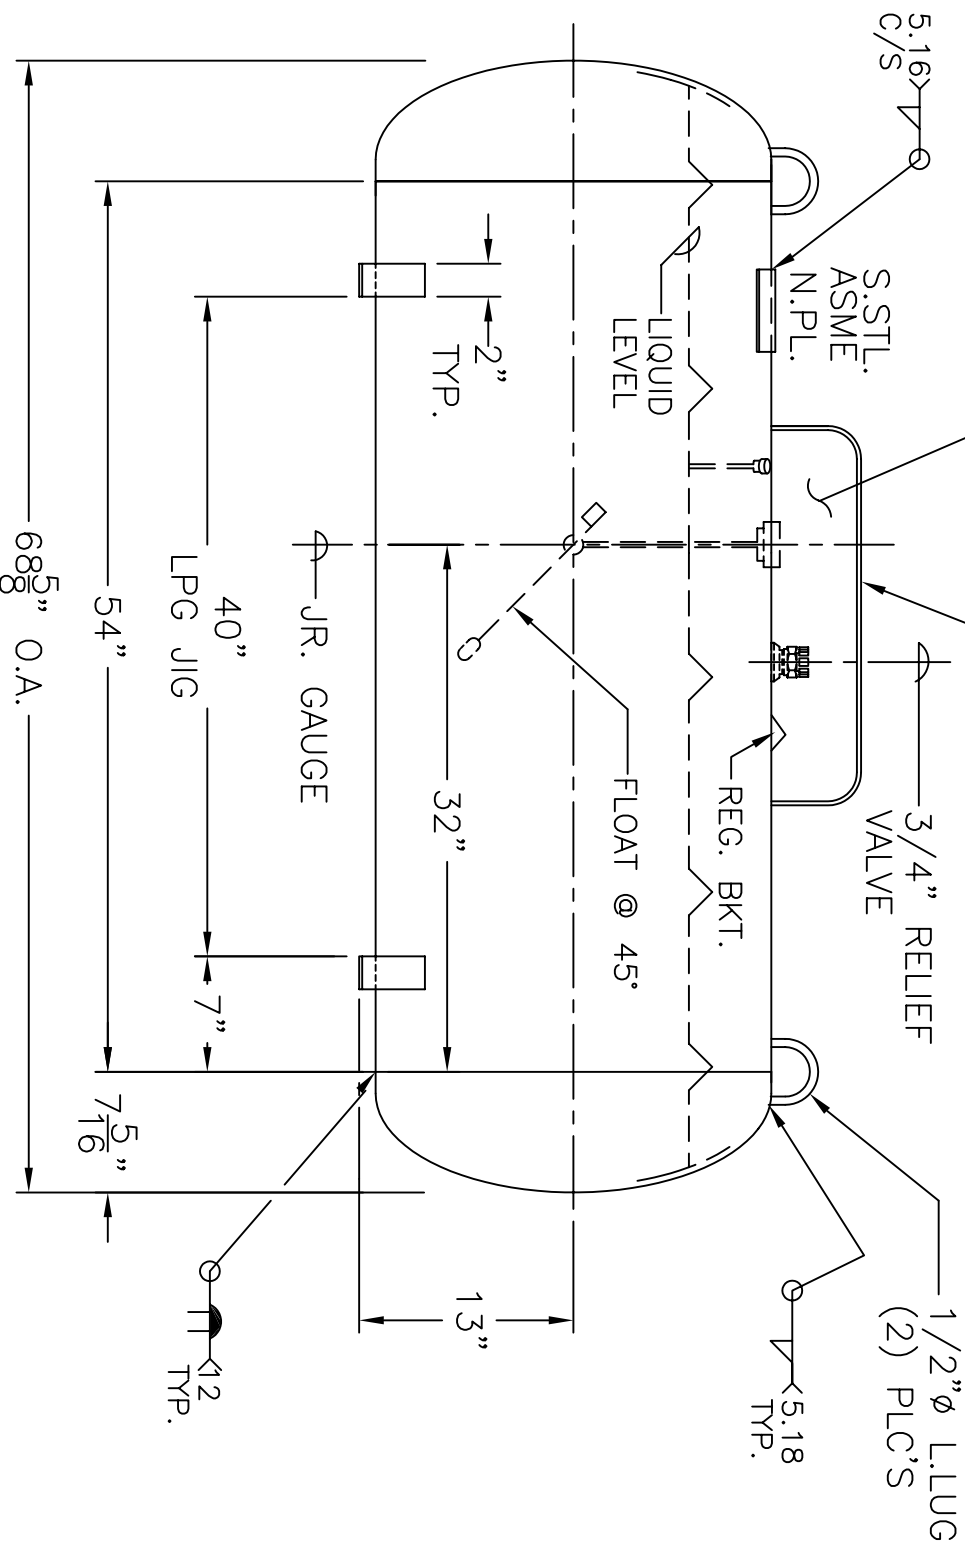 5.16
C/S
S.STL.
ASME
N.PL.
3/4" RELIEF
VALVE
1/2"ø L.LUG
(2) PLC'S
5.18
TYP.
REG. BKT.
LIQUID
LEVEL
FLOAT @ 45°
2"
TYP.
32"
13"
JR. GAUGE
40"
LPG JIG
7"
12
TYP.
54"
7 5/16"
68 5/8" O.A.